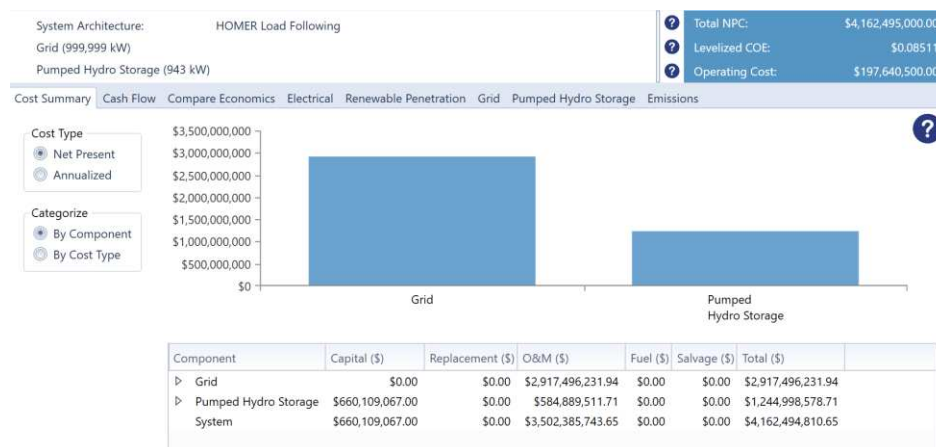 System Architecture: HOMER Load Following
Grid (999,999 kW)
Pumped Hydro Storage (943 kW)
? Total NPC: $4,162,495,000.00
? Levelized COE: $0.08511
? Operating Cost: $197,640,500.00
Cost Summary Cash Flow Compare Economics Electrical Renewable Penetration Grid Pumped Hydro Storage Emissions
?
Cost Type
Net Present
Annualized
Categorize
By Component
By Cost Type
$3,500,000,000
$3,000,000,000
$2,500,000,000
$2,000,000,000
$1,500,000,000
$1,000,000,000
$500,000,000
$0
Grid
Pumped
Hydro Storage
Component Capital ($) Replacement ($) O&M ($) Fuel ($) Salvage ($) Total ($)
Grid $0.00 $0.00 $2,917,496,231.94 $0.00 $0.00 $2,917,496,231.94
Pumped Hydro Storage $660,109,067.00 $0.00 $584,889,511.71 $0.00 $0.00 $1,244,998,578.71
System $660,109,067.00 $0.00 $3,502,385,743.65 $0.00 $0.00 $4,162,494,810.65